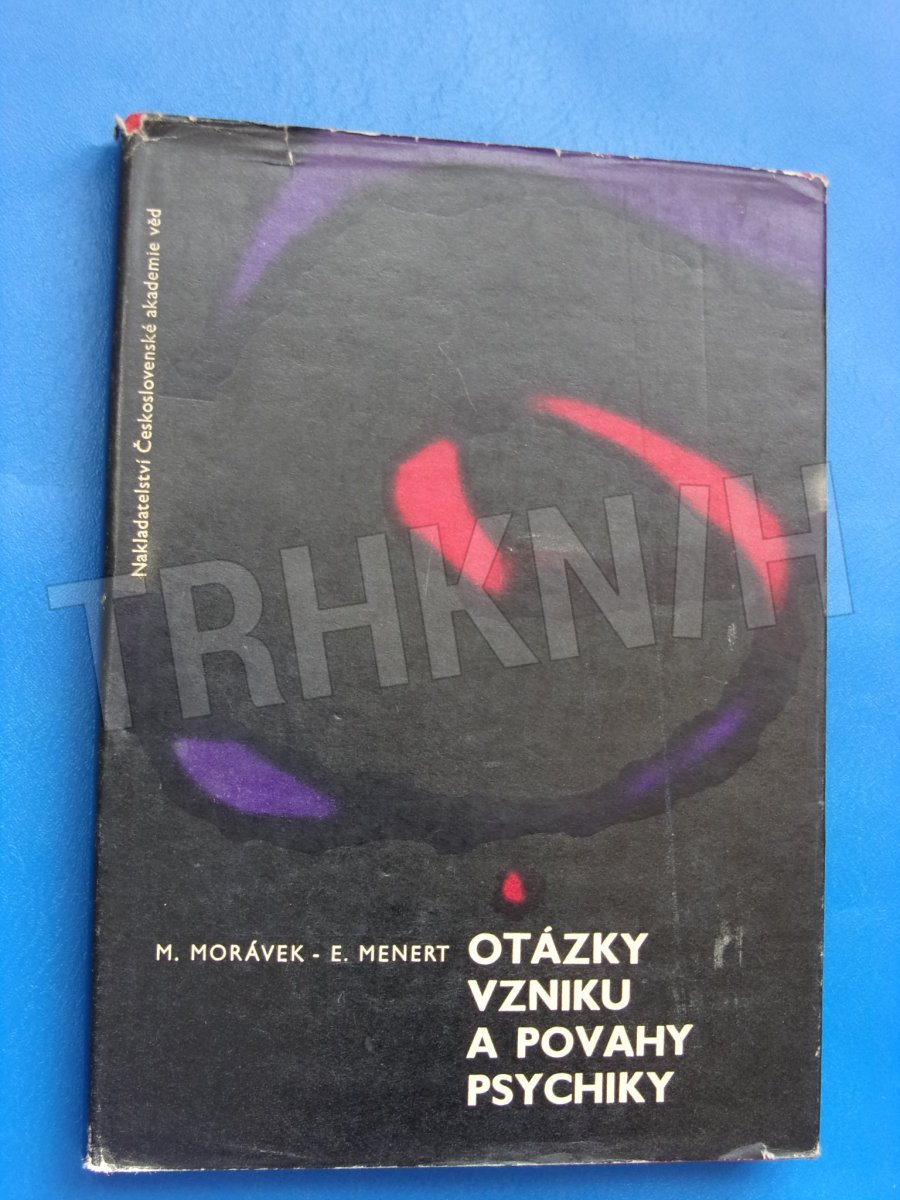 Nakladatelství Československé akademie věd
TRHKNIH
M. MORÁVEK - E. MENERT
OTÁZKY
VZNIKU
A POVAHY
PSYCHIKY